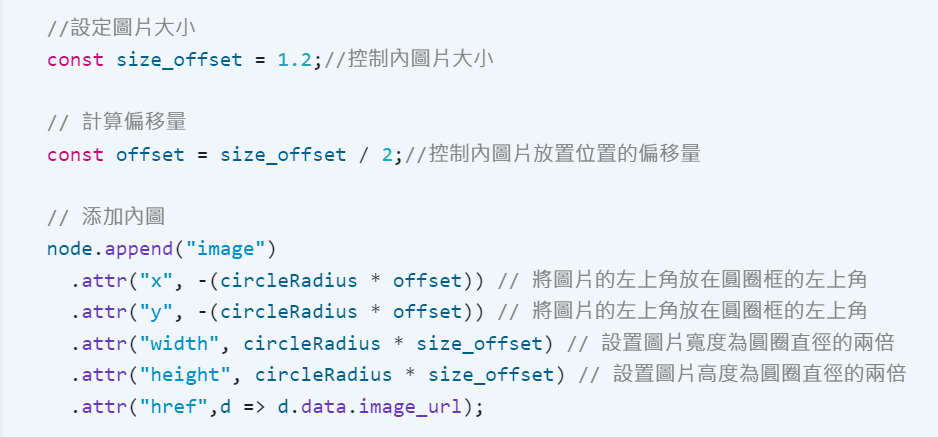 //設定圖片大小
const size_offset = 1.2;//控制內圖片大小
// 計算偏移量
const offset = size_offset / 2;//控制內圖片放置位置的偏移量
// 添加內圖
node.append("image")
.attr("x", -(circleRadius * offset)) // 將圖片的左上角放在圓圈框的左上角
.attr("y", -(circleRadius * offset)) // 將圖片的左上角放在圓圈框的左上角
.attr("width", circleRadius * size_offset) // 設置圖片寬度為圓圈直徑的兩倍
.attr("height", circleRadius * size_offset) // 設置圖片高度為圓圈直徑的兩倍
.attr("href",d => d.data.image_url);